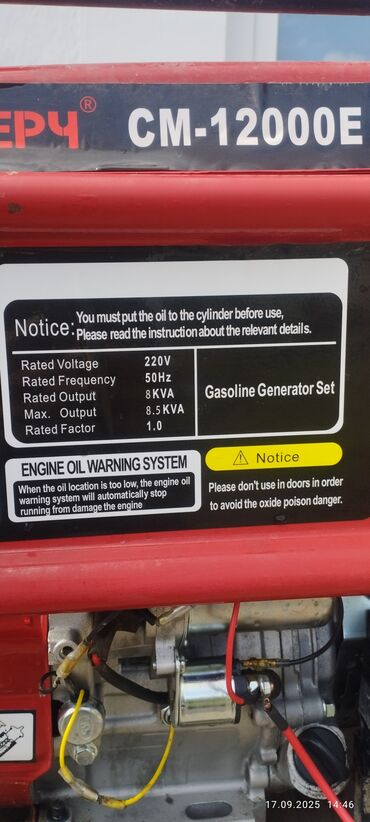 ЕРЧ® CM-12000E
Notice: You must put the oil to the cylinder before use,
Please read the instruction about the relevant details.
Rated Voltage 220V
Rated Frequency 50Hz
Rated Output 8KVA
Max. Output 8.5KVA
Rated Factor 1.0
Gasoline Generator Set
ENGINE OIL WARNING SYSTEM
When the oil location is too low, the engine oil
warning system will automatically stop
running from damage the engine
Notice
Please don't use in doors in order
to avoid the oxide poison danger.
17.09.2025 14:46